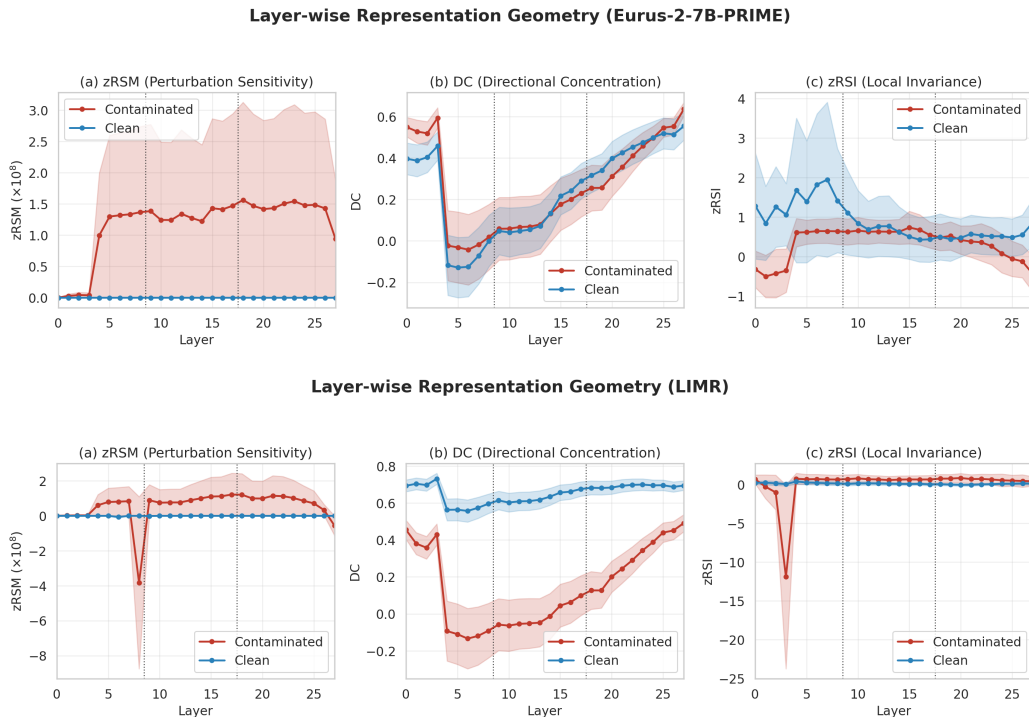 Layer-wise Representation Geometry (Eurus-2-7B-PRIME)
(a) zRSM (Perturbation Sensitivity)
zRSM (×10⁸)
3.0
2.5
2.0
1.5
1.0
0.5
0.0
Contaminated
Clean
0 5 10 15 20 25
Layer
(b) DC (Directional Concentration)
DC
0.6
0.4
0.2
0.0
−0.2
Contaminated
Clean
0 5 10 15 20 25
Layer
(c) zRSI (Local Invariance)
zRSI
4
3
2
1
0
−1
Contaminated
Clean
0 5 10 15 20 25
Layer
Layer-wise Representation Geometry (LIMR)
(a) zRSM (Perturbation Sensitivity)
zRSM (×10⁸)
2
0
−2
−4
−6
−8
Contaminated
Clean
0 5 10 15 20 25
Layer
(b) DC (Directional Concentration)
DC
0.8
0.6
0.4
0.2
0.0
−0.2
Contaminated
Clean
0 5 10 15 20 25
Layer
(c) zRSI (Local Invariance)
zRSI
0
−5
−10
−15
−20
−25
Contaminated
Clean
0 5 10 15 20 25
Layer